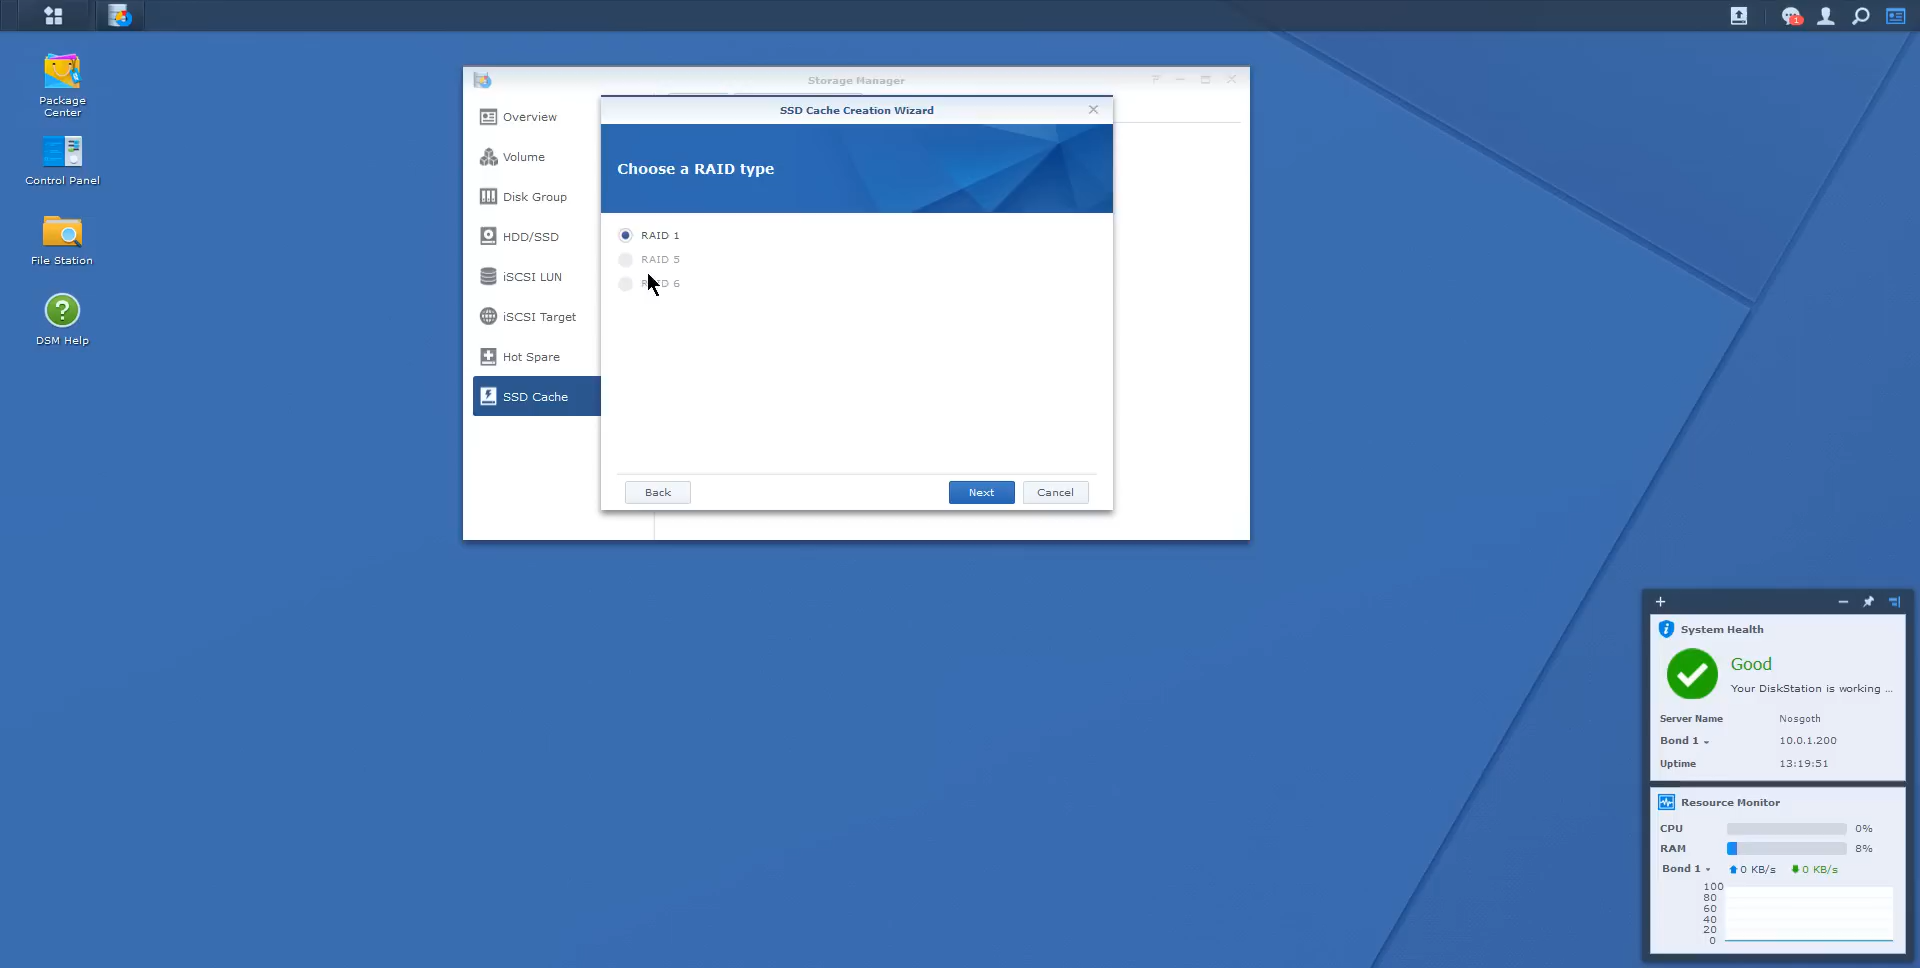 1
Package
Center
Control Panel
File Station
DSM Help
Storage Manager
Overview
Volume
Disk Group
HDD/SSD
iSCSI LUN
iSCSI Target
Hot Spare
SSD Cache
SSD Cache Creation Wizard
Choose a RAID type
RAID 1
RAID 5
RAID 6
Back
Next
Cancel
System Health
Good
Your DiskStation is working ...
Server Name Nosgoth
Bond 1 10.0.1.200
Uptime 13:19:51
Resource Monitor
CPU 0%
RAM 8%
Bond 1 0 KB/s 0 KB/s
100
80
60
40
20
0